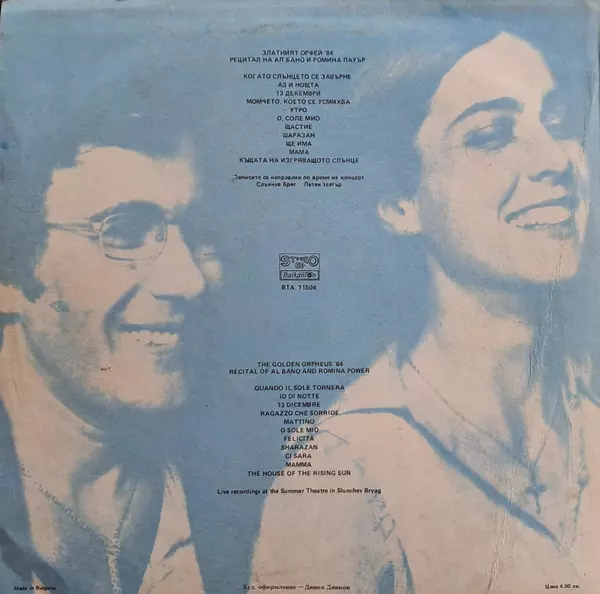 ЗЛАТНИЯТ ОРФЕЙ '84
РЕЦИТАЛ НА АЛ БАНО И РОМИНА ПАУЪР
КОГАТО СЛЪНЦЕТО СЕ ЗАВЪРНЕ
АЗ И НОЩТА
13 ДЕКЕМВРИ
МОМЧЕТО, КОЕТО СЕ УСМИХВА
УТРО
О, СОЛЕ МИО
ЩАСТИЕ
ШАРАЗАН
ЩЕ ИМА
МАМА
КЪЩАТА НА ИЗГРЯВАЩОТО СЛЪНЦЕ
Записите са направени по време на концерт
Слънчев бряг Летен театър
STEREO
Balkanton
ВТА 11504
THE GOLDEN ORPHEUS '84
RECITAL OF AL BANO AND ROMINA POWER
QUANDO IL SOLE TORNERA
IO DI NOTTE
13 DICEMBRE
RAGAZZO CHE SORRIDE
MATTINO
O SOLE MIO
FELICITA
SHARAZAN
CI SARA
MAMMA
THE HOUSE OF THE RISING SUN
Live recordings at the Summer Theatre in Slunchev Bryag
Made in Bulgaria
Худ. оформление — Динко Динков
Цена 4.00 лв.